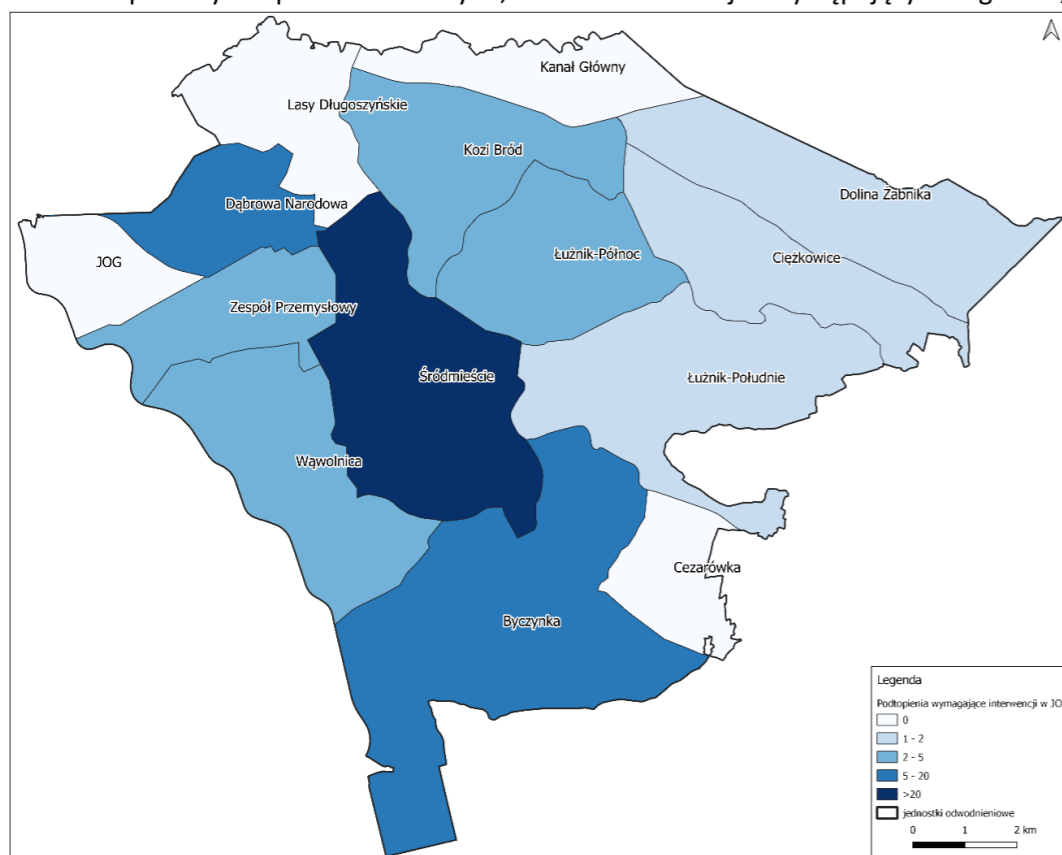 Kanał Główny
Lasy Długoszyńskie
Kozi Bród
Dolina Żabnika
Dąbrowa Narodowa
Łużnik-Północ
Ciężkowice
JOG
Zespół Przemysłowy
Śródmieście
Łużnik-Południe
Wąwolnica
Cezarówka
Byczynka
Legenda
Podtopienia wymagające interwencji w JO
0
1 - 2
2 - 5
5 - 20
>20
jednostki odwodnieniowe
0 1 2 km